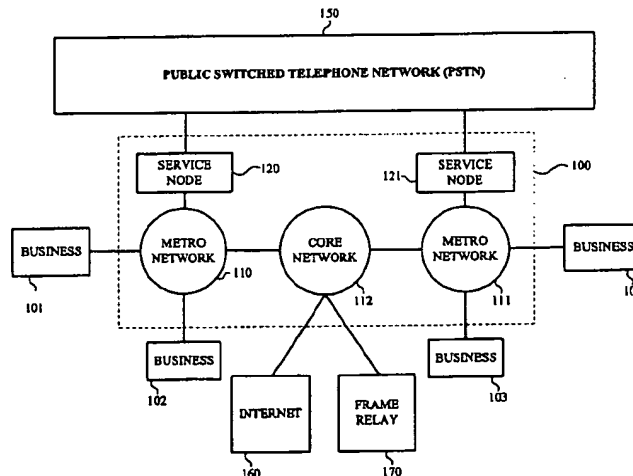 150
PUBLIC SWITCHED TELEPHONE NETWORK (PSTN)
SERVICE
NODE
120
121
SERVICE
NODE
100
BUSINESS
101
METRO
NETWORK
110
CORE
NETWORK
112
METRO
NETWORK
111
BUSINESS
BUSINESS
102
BUSINESS
103
INTERNET
160
FRAME
RELAY
170